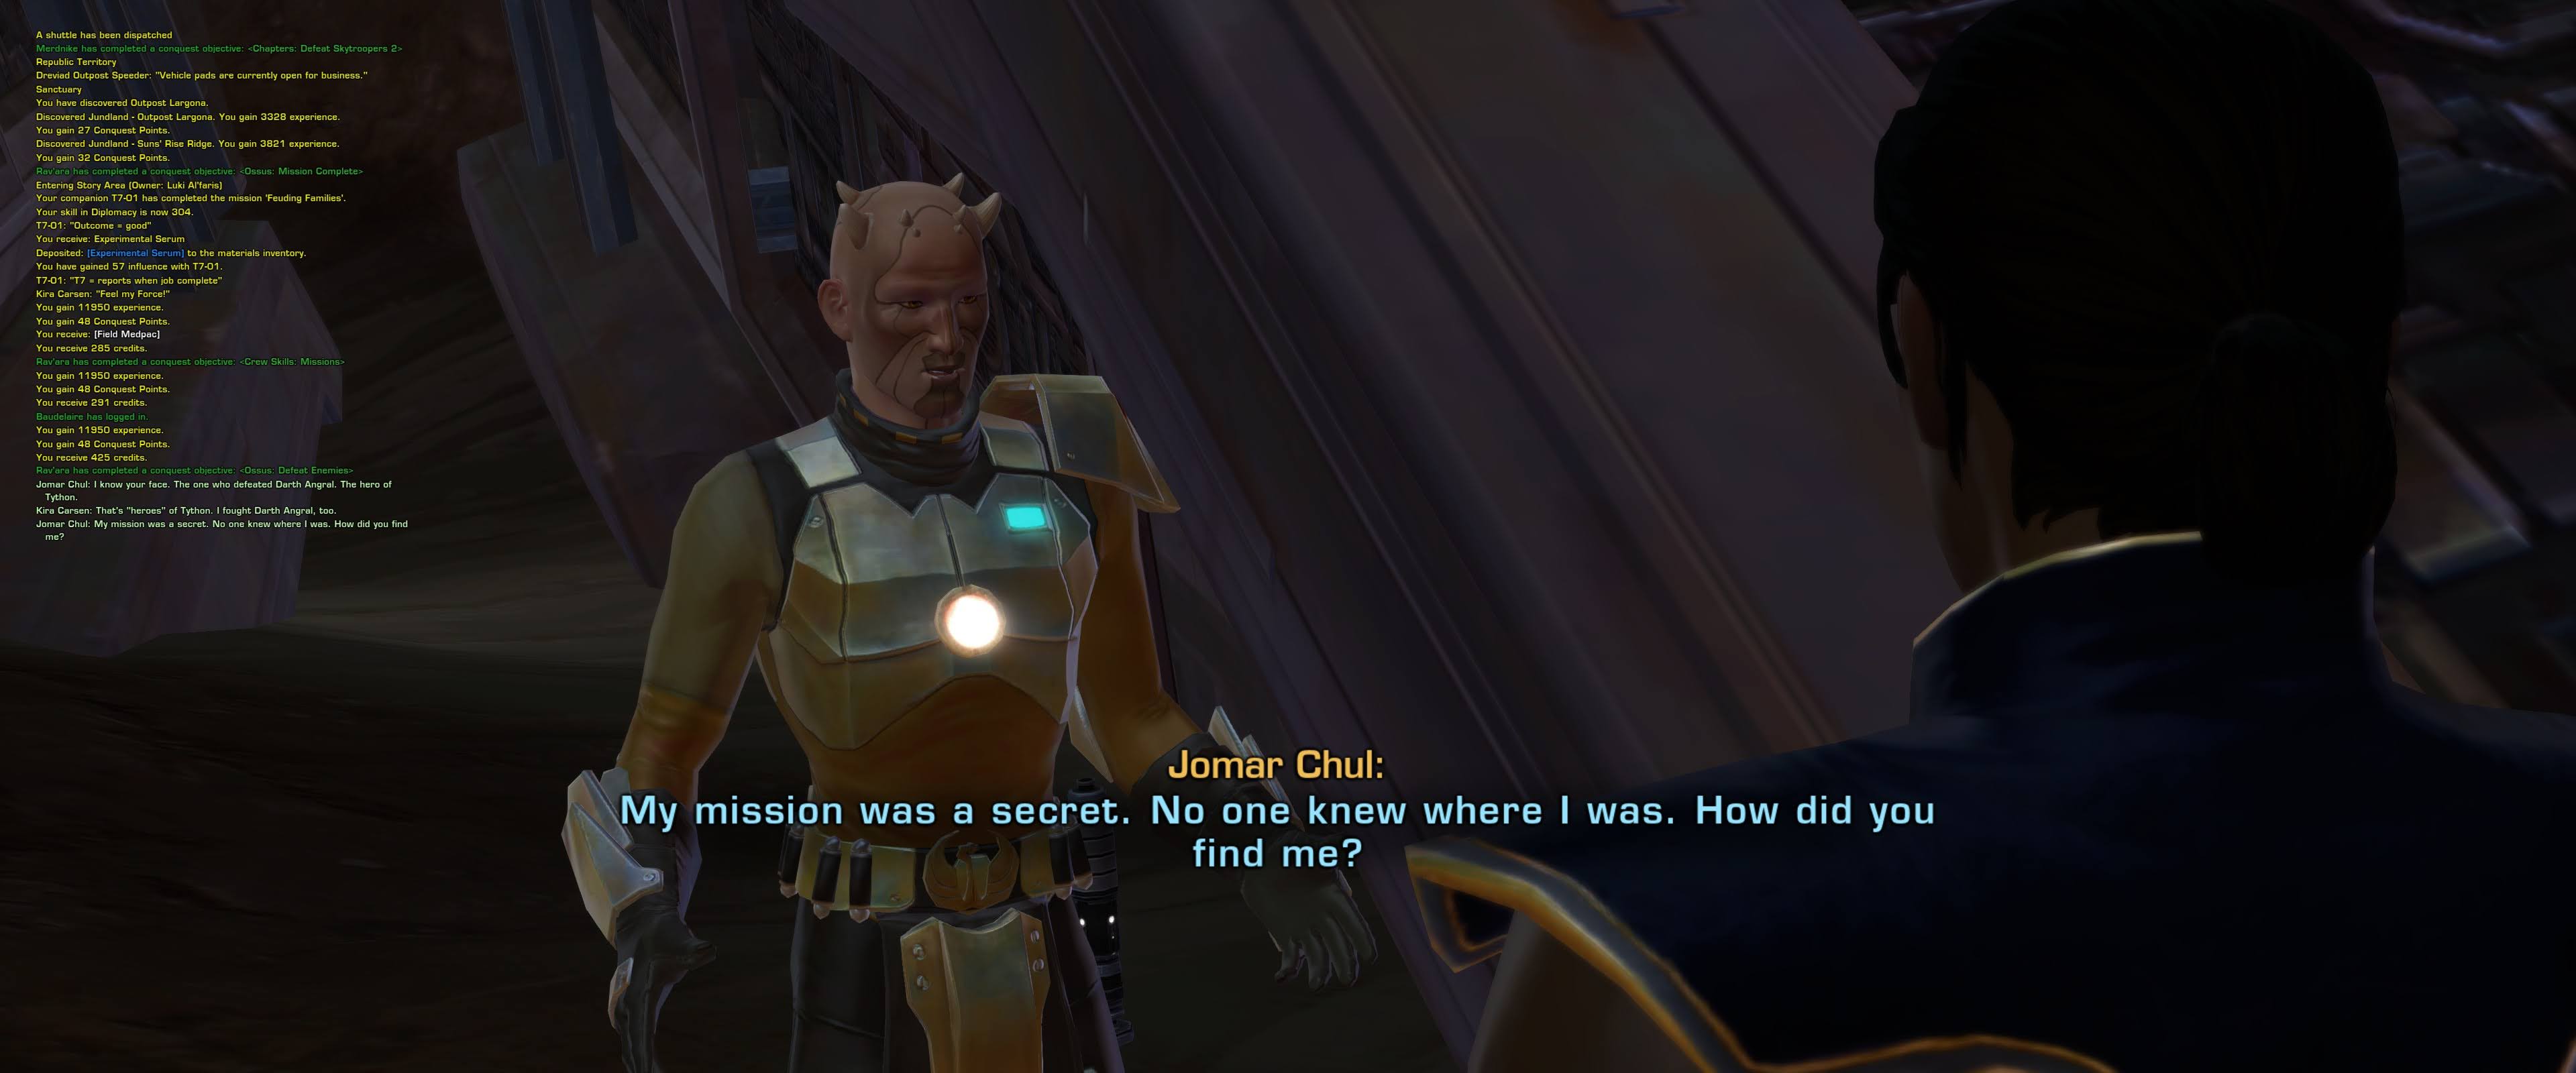 A shuttle has been dispatched
Merdnike has completed a conquest objective: <Chapters: Defeat Skytroopers 2>
Republic Territory
Dreviad Outpost Speeder: "Vehicle pads are currently open for business."
Sanctuary
You have discovered Outpost Largona.
Discovered Jundland - Outpost Largona. You gain 3328 experience.
You gain 27 Conquest Points.
Discovered Jundland - Suns' Rise Ridge. You gain 3821 experience.
You gain 32 Conquest Points.
Rav'ara has completed a conquest objective: <Ossus: Mission Complete>
Entering Story Area (Owner: Luki Al'faris)
Your companion T7-01 has completed the mission 'Feuding Families'.
Your skill in Diplomacy is now 304.
T7-01: "Outcome = good"
You receive: Experimental Serum
Deposited: [Experimental Serum] to the materials inventory.
You have gained 57 influence with T7-01.
T7-01: "T7 = reports when job complete"
Kira Carsen: "Feel my Force!"
You gain 11950 experience.
You gain 48 Conquest Points.
You receive: [Field Medpac]
You receive 285 credits.
Rav'ara has completed a conquest objective: <Crew Skills: Missions>
You gain 11950 experience.
You gain 48 Conquest Points.
You receive 291 credits.
Baudelaire has logged in.
You gain 11950 experience.
You gain 48 Conquest Points.
You receive 425 credits.
Rav'ara has completed a conquest objective: <Ossus: Defeat Enemies>
Jomar Chul: I know your face. The one who defeated Darth Angral. The hero of
Tython.
Kira Carsen: That's "heroes" of Tython. I fought Darth Angral, too.
Jomar Chul: My mission was a secret. No one knew where I was. How did you find
me?
Jomar Chul:
My mission was a secret. No one knew where I was. How did you
find me?